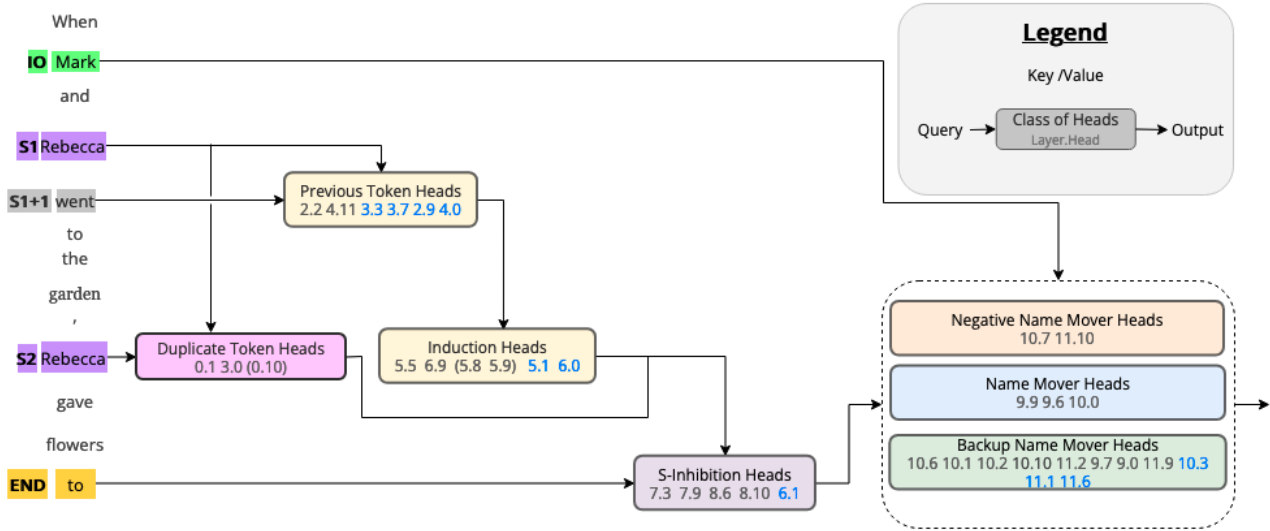 When
IO Mark
and
S1 Rebecca
S1+1 went
to
the
garden
,
S2 Rebecca
gave
flowers
END to
Previous Token Heads
2.2 4.11 3.3 3.7 2.9 4.0
Duplicate Token Heads
0.1 3.0 (0.10)
Induction Heads
5.5 6.9 (5.8 5.9) 5.1 6.0
S-Inhibition Heads
7.3 7.9 8.6 8.10 6.1
Legend
Key /Value
Query
Class of Heads
Layer.Head
Output
Negative Name Mover Heads
10.7 11.10
Name Mover Heads
9.9 9.6 10.0
Backup Name Mover Heads
10.6 10.1 10.2 10.10 11.2 9.7 9.0 11.9 10.3
11.1 11.6